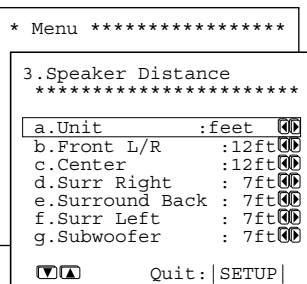 * Menu *****************
3.Speaker Distance
***********************
a.Unit :feet
b.Front L/R :12ft
c.Center :12ft
d.Surr Right : 7ft
e.Surround Back : 7ft
f.Surr Left : 7ft
g.Subwoofer : 7ft
Quit:|SETUP|